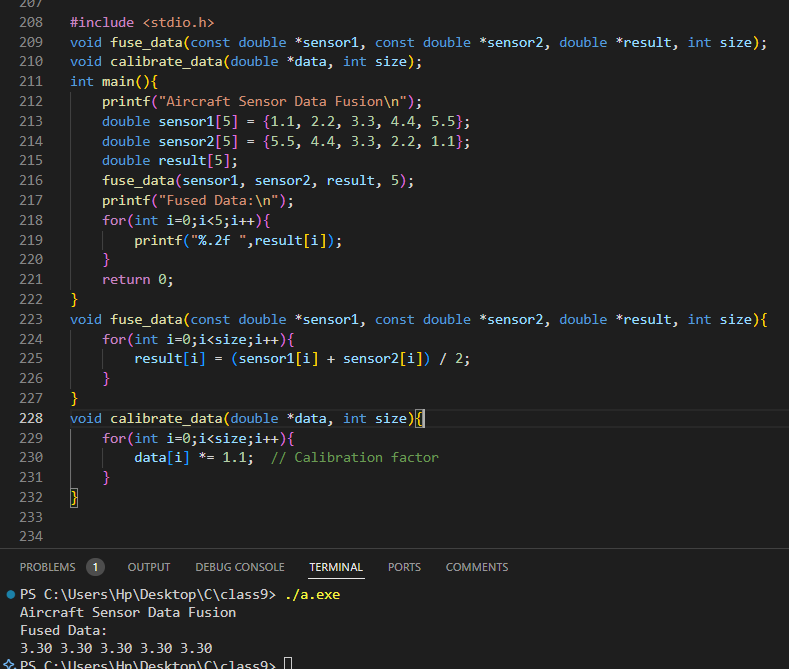 207
208 #include <stdio.h>
209 void fuse_data(const double *sensor1, const double *sensor2, double *result, int size);
210 void calibrate_data(double *data, int size);
211 int main(){
212     printf("Aircraft Sensor Data Fusion\n");
213     double sensor1[5] = {1.1, 2.2, 3.3, 4.4, 5.5};
214     double sensor2[5] = {5.5, 4.4, 3.3, 2.2, 1.1};
215     double result[5];
216     fuse_data(sensor1, sensor2, result, 5);
217     printf("Fused Data:\n");
218     for(int i=0;i<5;i++){
219         printf("%.2f ",result[i]);
220     }
221     return 0;
222 }
223 void fuse_data(const double *sensor1, const double *sensor2, double *result, int size){
224     for(int i=0;i<size;i++){
225         result[i] = (sensor1[i] + sensor2[i]) / 2;
226     }
227 }
228 void calibrate_data(double *data, int size){
229     for(int i=0;i<size;i++){
230         data[i] *= 1.1;  // Calibration factor
231     }
232 }
233
234
PROBLEMS 1 OUTPUT DEBUG CONSOLE TERMINAL PORTS COMMENTS
PS C:\Users\Hp\Desktop\C\class9> ./a.exe
Aircraft Sensor Data Fusion
Fused Data:
3.30 3.30 3.30 3.30 3.30
PS C:\Users\Hp\Desktop\C\class9>